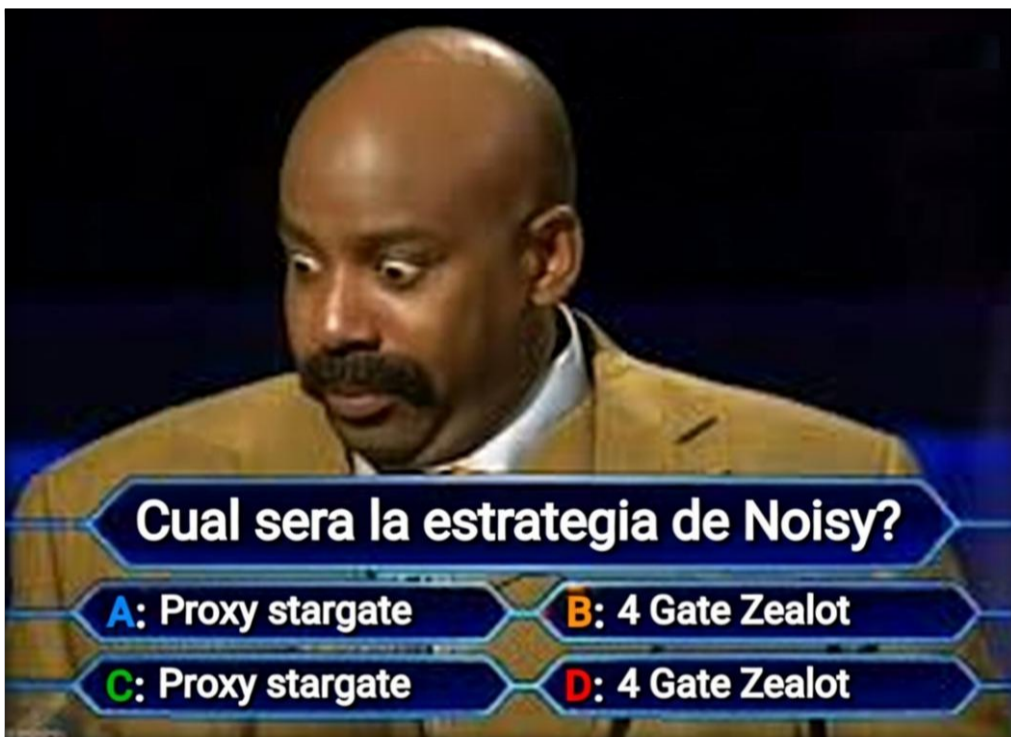 Cual sera la estrategia de Noisy?
A: Proxy stargate
B: 4 Gate Zealot
C: Proxy stargate
D: 4 Gate Zealot